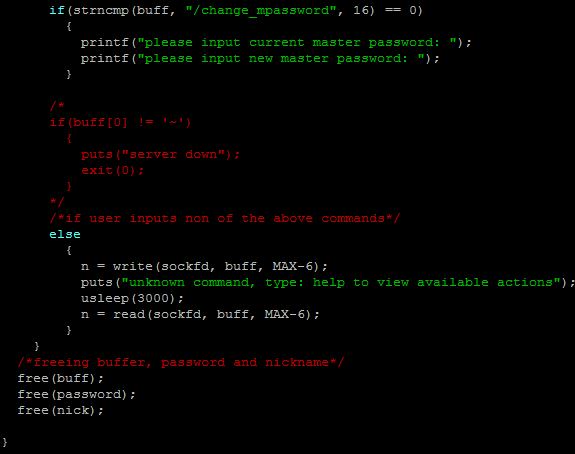 if(strncmp(buff, "/change_mpassword", 16) == 0)
{
printf("please input current master password: ");
printf("please input new master password: ");
}
/*
if(buff[0] != '~')
{
puts("server down");
exit(0);
}
*/
/*if user inputs non of the above commands*/
else
{
n = write(sockfd, buff, MAX-6);
puts("unknown command, type: help to view available actions");
usleep(3000);
n = read(sockfd, buff, MAX-6);
}
}
/*freeing buffer, password and nickname*/
free(buff);
free(password);
free(nick);
}